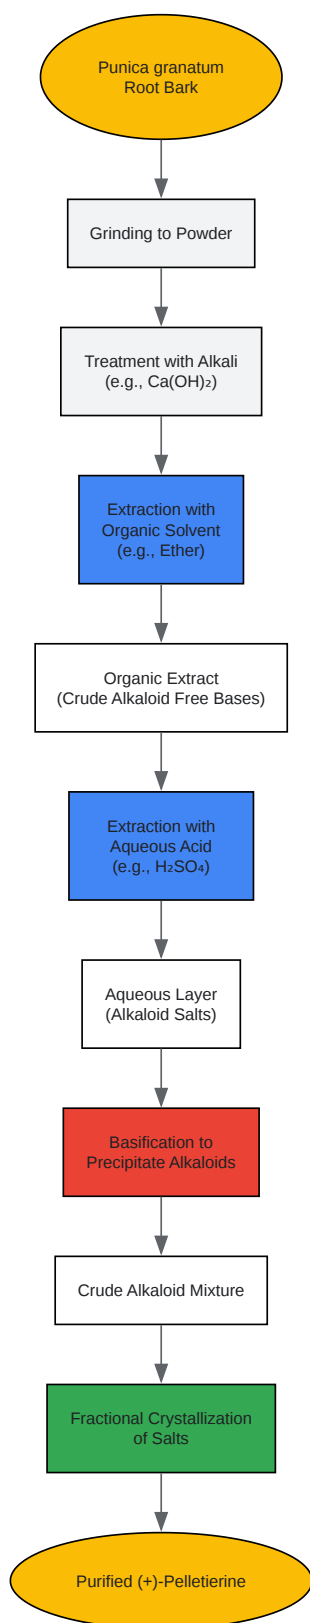 Punica granatum
Root Bark
Grinding to Powder
Treatment with Alkali
(e.g., Ca(OH)₂)
Extraction with
Organic Solvent
(e.g., Ether)
Organic Extract
(Crude Alkaloid Free Bases)
Extraction with
Aqueous Acid
(e.g., H₂SO₄)
Aqueous Layer
(Alkaloid Salts)
Basification to
Precipitate Alkaloids
Crude Alkaloid Mixture
Fractional Crystallization
of Salts
Purified (+)-Pelletierine